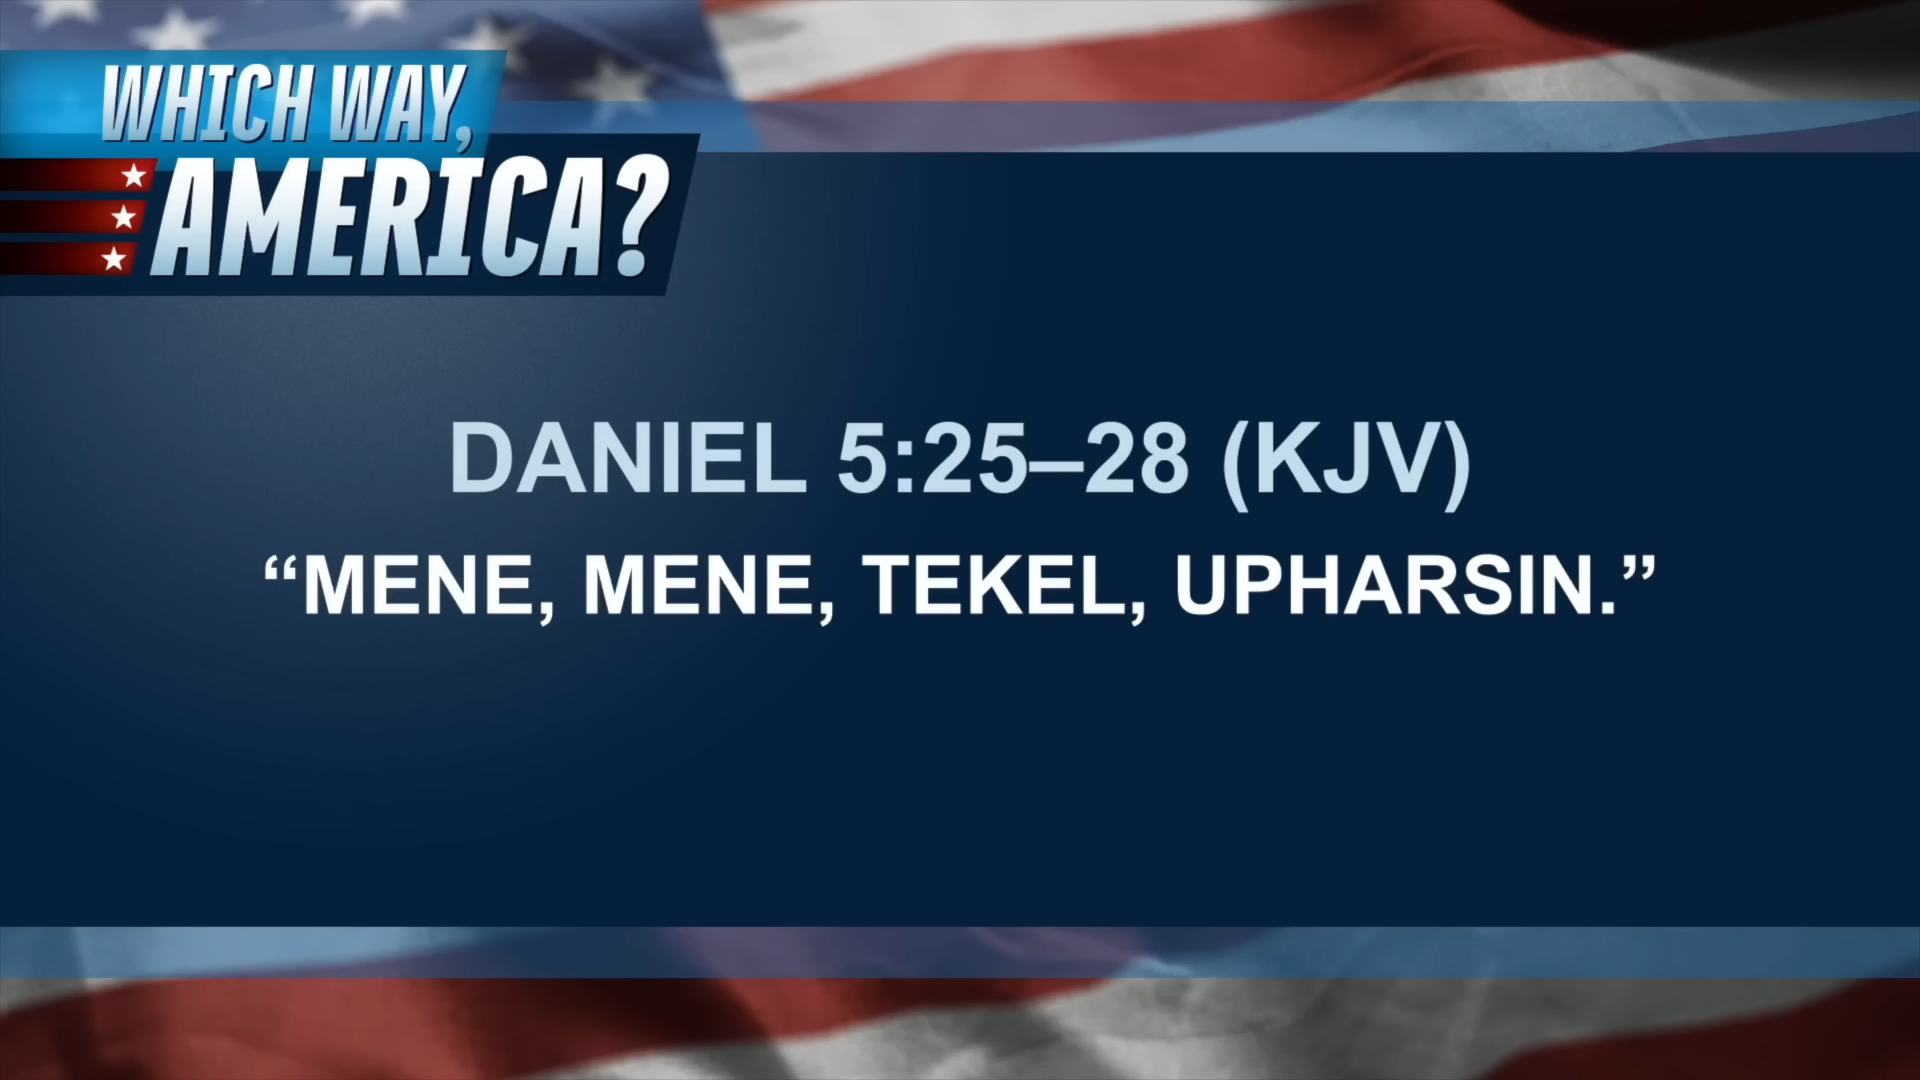 WHICH WAY,
AMERICA?
DANIEL 5:25–28 (KJV)
“MENE, MENE, TEKEL, UPHARSIN.”